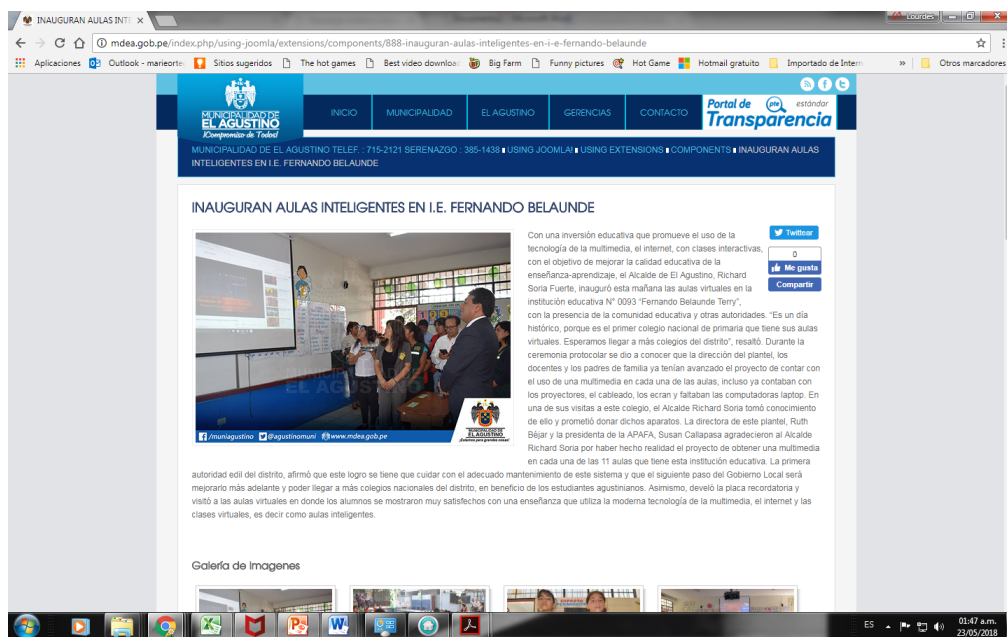 INAUGURAN AULAS INTE
Lourdes
mdea.gob.pe/index.php/using-joomla/extensions/components/888-inauguran-aulas-inteligentes-en-i-e-fernando-belaunde
Aplicaciones Outlook - marieorte Sitios sugeridos The hot games Best video downloa Big Farm Funny pictures Hot Game Hotmail gratuito Importado de Intern » Otros marcadores
MUNICIPALIDAD DE
EL AGUSTINO
¡Compromiso de Todos!
INICIO MUNICIPALIDAD EL AGUSTINO GERENCIAS CONTACTO
Portal de pte estándar
Transparencia
MUNICIPALIDAD DE EL AGUSTINO TELEF. : 715-2121 SERENAZGO : 385-1438 USING JOOMLA! USING EXTENSIONS COMPONENTS INAUGURAN AULAS
INTELIGENTES EN I.E. FERNANDO BELAUNDE
INAUGURAN AULAS INTELIGENTES EN I.E. FERNANDO BELAUNDE
Con una inversión educativa que promueve el uso de la
tecnología de la multimedia, el internet, con clases interactivas,
con el objetivo de mejorar la calidad educativa de la
enseñanza-aprendizaje, el Alcalde de El Agustino, Richard
Soria Fuerte, inauguró esta mañana las aulas virtuales en la
institución educativa N° 0093 "Fernando Belaunde Terry",
con la presencia de la comunidad educativa y otras autoridades. "Es un día
histórico, porque es el primer colegio nacional de primaria que tiene sus aulas
virtuales. Esperamos llegar a más colegios del distrito", resaltó. Durante la
ceremonia protocolar se dio a conocer que la dirección del plantel, los
docentes y los padres de familia ya tenían avanzado el proyecto de contar con
el uso de una multimedia en cada una de las aulas, incluso ya contaban con
los proyectores, el cableado, los ecran y faltaban las computadoras laptop. En
una de sus visitas a este colegio, el Alcalde Richard Soria tomó conocimiento
de ello y prometió donar dichos aparatos. La directora de este plantel, Ruth
Béjar y la presidenta de la APAFA, Susan Callapasa agradecieron al Alcalde
Richard Soria por haber hecho realidad el proyecto de obtener una multimedia
en cada una de las 11 aulas que tiene esta institución educativa. La primera
autoridad edil del distrito, afirmó que este logro se tiene que cuidar con el adecuado mantenimiento de este sistema y que el siguiente paso del Gobierno Local será
mejorarlo más adelante y poder llegar a más colegios nacionales del distrito, en beneficio de los estudiantes agustinianos. Asimismo, develó la placa recordatoria y
visitó a las aulas virtuales en donde los alumnos se mostraron muy satisfechos con una enseñanza que utiliza la moderna tecnología de la multimedia, el internet y las
clases virtuales, es decir como aulas inteligentes.
Twittear
0
Me gusta
Compartir
MUNICIPALIDAD DE
EL AGUSTINO
/muniagustino @agustinomuni www.mdea.gob.pe
Galería de Imagenes
ES
01:47 a.m.
23/05/2018